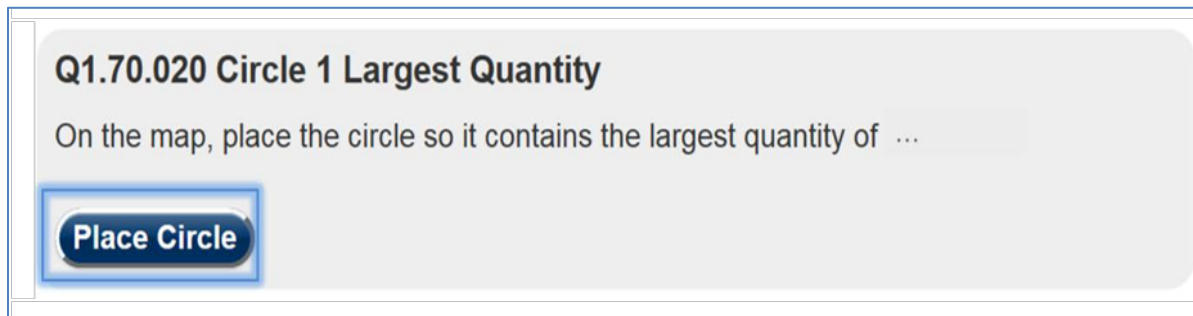 Q1.70.020 Circle 1 Largest Quantity
On the map, place the circle so it contains the largest quantity of ...
Place Circle